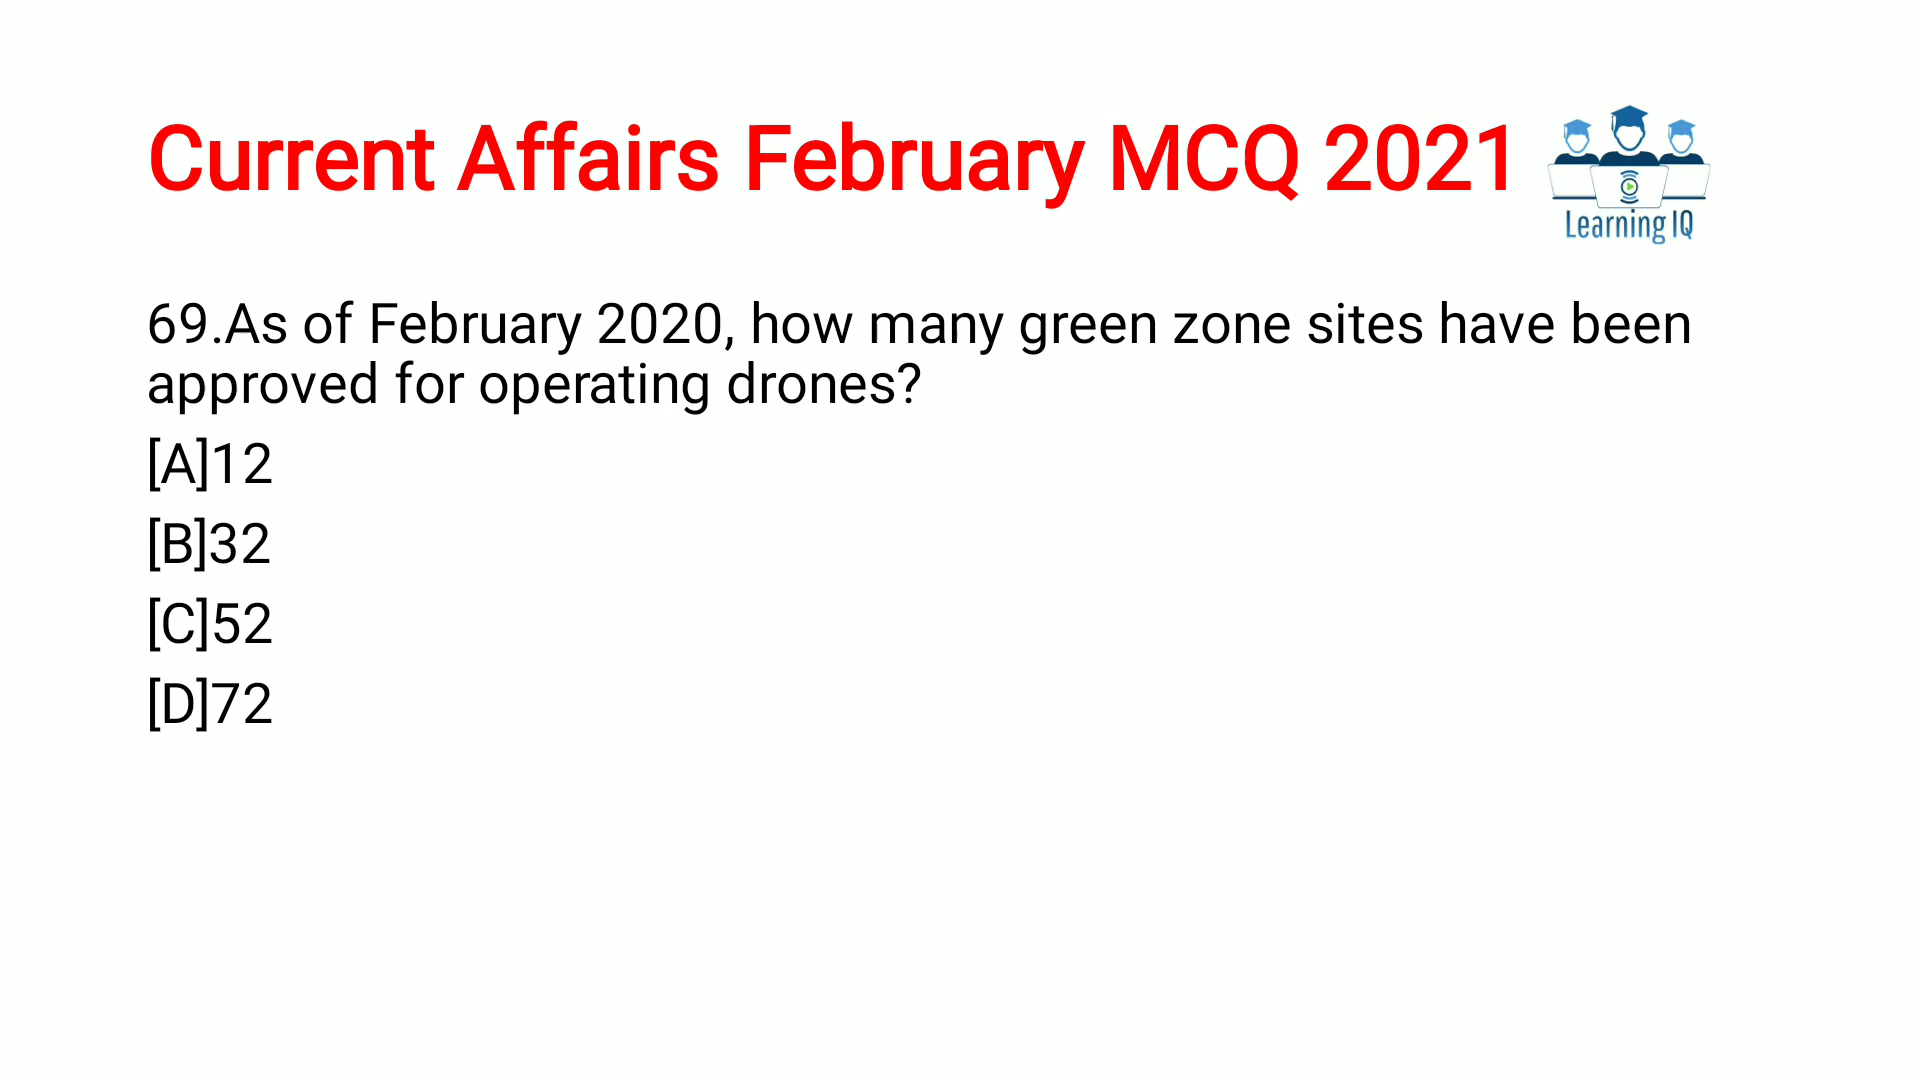 Current Affairs February MCQ 2021
Learning IQ
69.As of February 2020, how many green zone sites have been
approved for operating drones?
[A]12
[B]32
[C]52
[D]72